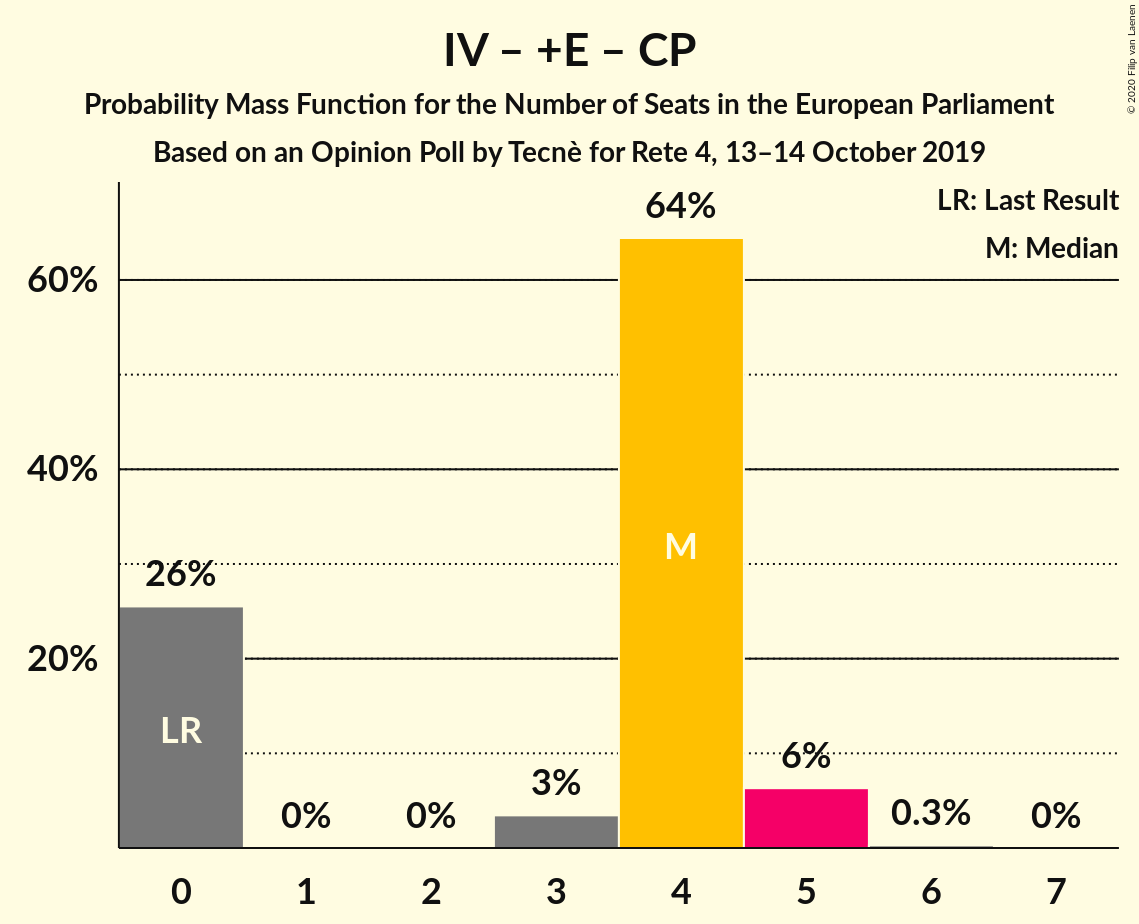 IV – +E – CP
Probability Mass Function for the Number of Seats in the European Parliament
Based on an Opinion Poll by Tecnè for Rete 4, 13–14 October 2019
© 2020 Filip van Laenen
LR: Last Result
M: Median
60%
40%
20%
26%
0%
0%
3%
64%
6%
0.3%
0%
LR
M
0 1 2 3 4 5 6 7